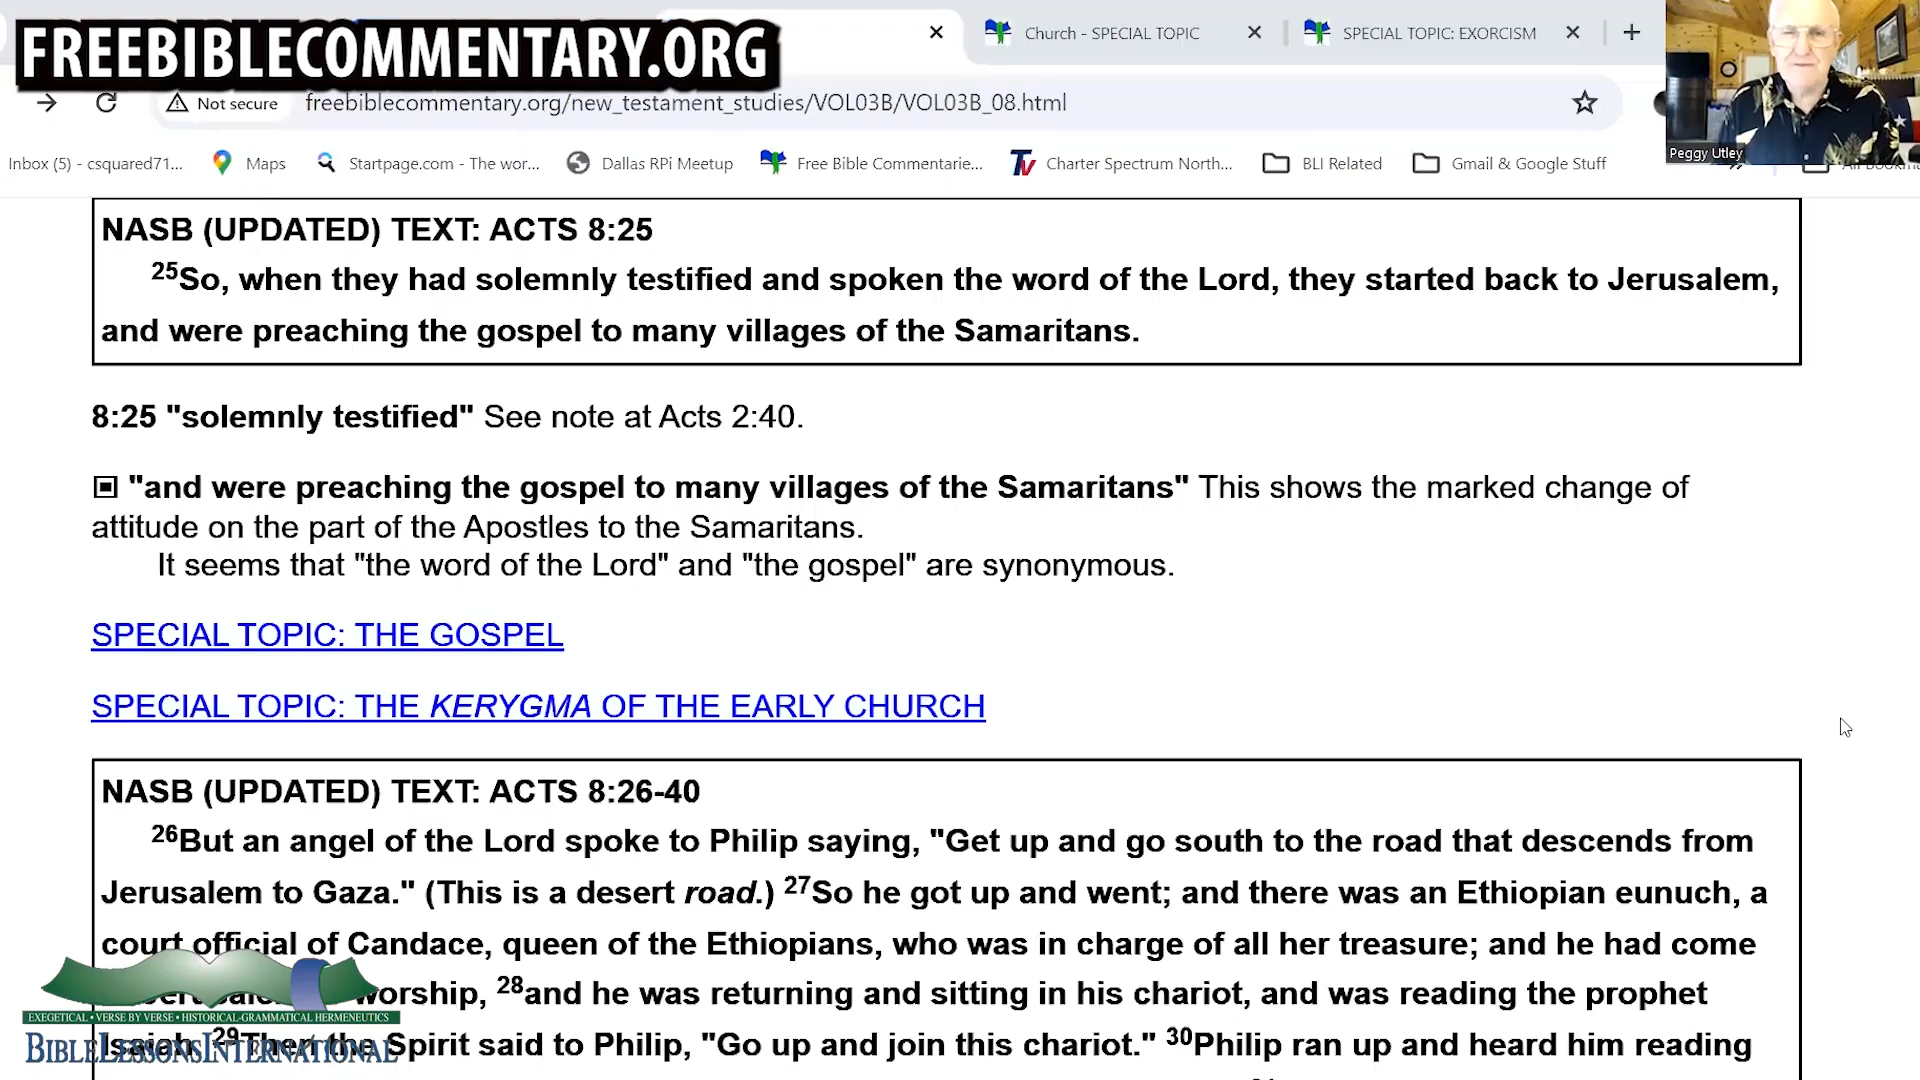 FREEBIBLECOMMENTARY.ORG
Church - SPECIAL TOPIC
SPECIAL TOPIC: EXORCISM
Not secure
freebiblecommentary.org/new_testament_studies/VOL03B/VOL03B_08.html
Peggy Utley
Inbox (5) - csquared71...
Maps
Startpage.com - The wor...
Dallas RPi Meetup
Free Bible Commentarie...
Charter Spectrum North...
BLI Related
Gmail & Google Stuff
NASB (UPDATED) TEXT: ACTS 8:25
25So, when they had solemnly testified and spoken the word of the Lord, they started back to Jerusalem,
and were preaching the gospel to many villages of the Samaritans.
8:25 "solemnly testified" See note at Acts 2:40.
"and were preaching the gospel to many villages of the Samaritans" This shows the marked change of
attitude on the part of the Apostles to the Samaritans.
It seems that "the word of the Lord" and "the gospel" are synonymous.
SPECIAL TOPIC: THE GOSPEL
SPECIAL TOPIC: THE KERYGMA OF THE EARLY CHURCH
NASB (UPDATED) TEXT: ACTS 8:26-40
26But an angel of the Lord spoke to Philip saying, "Get up and go south to the road that descends from
Jerusalem to Gaza." (This is a desert road.) 27So he got up and went; and there was an Ethiopian eunuch, a
court official of Candace, queen of the Ethiopians, who was in charge of all her treasure; and he had come
worship, 28and he was returning and sitting in his chariot, and was reading the prophet
29Then the Spirit said to Philip, "Go up and join this chariot." 30Philip ran up and heard him reading
EXEGETICAL • VERSE BY VERSE • HISTORICAL-GRAMMATICAL HERMENEUTICS
BIBLELESSONSINTERNATIONAL